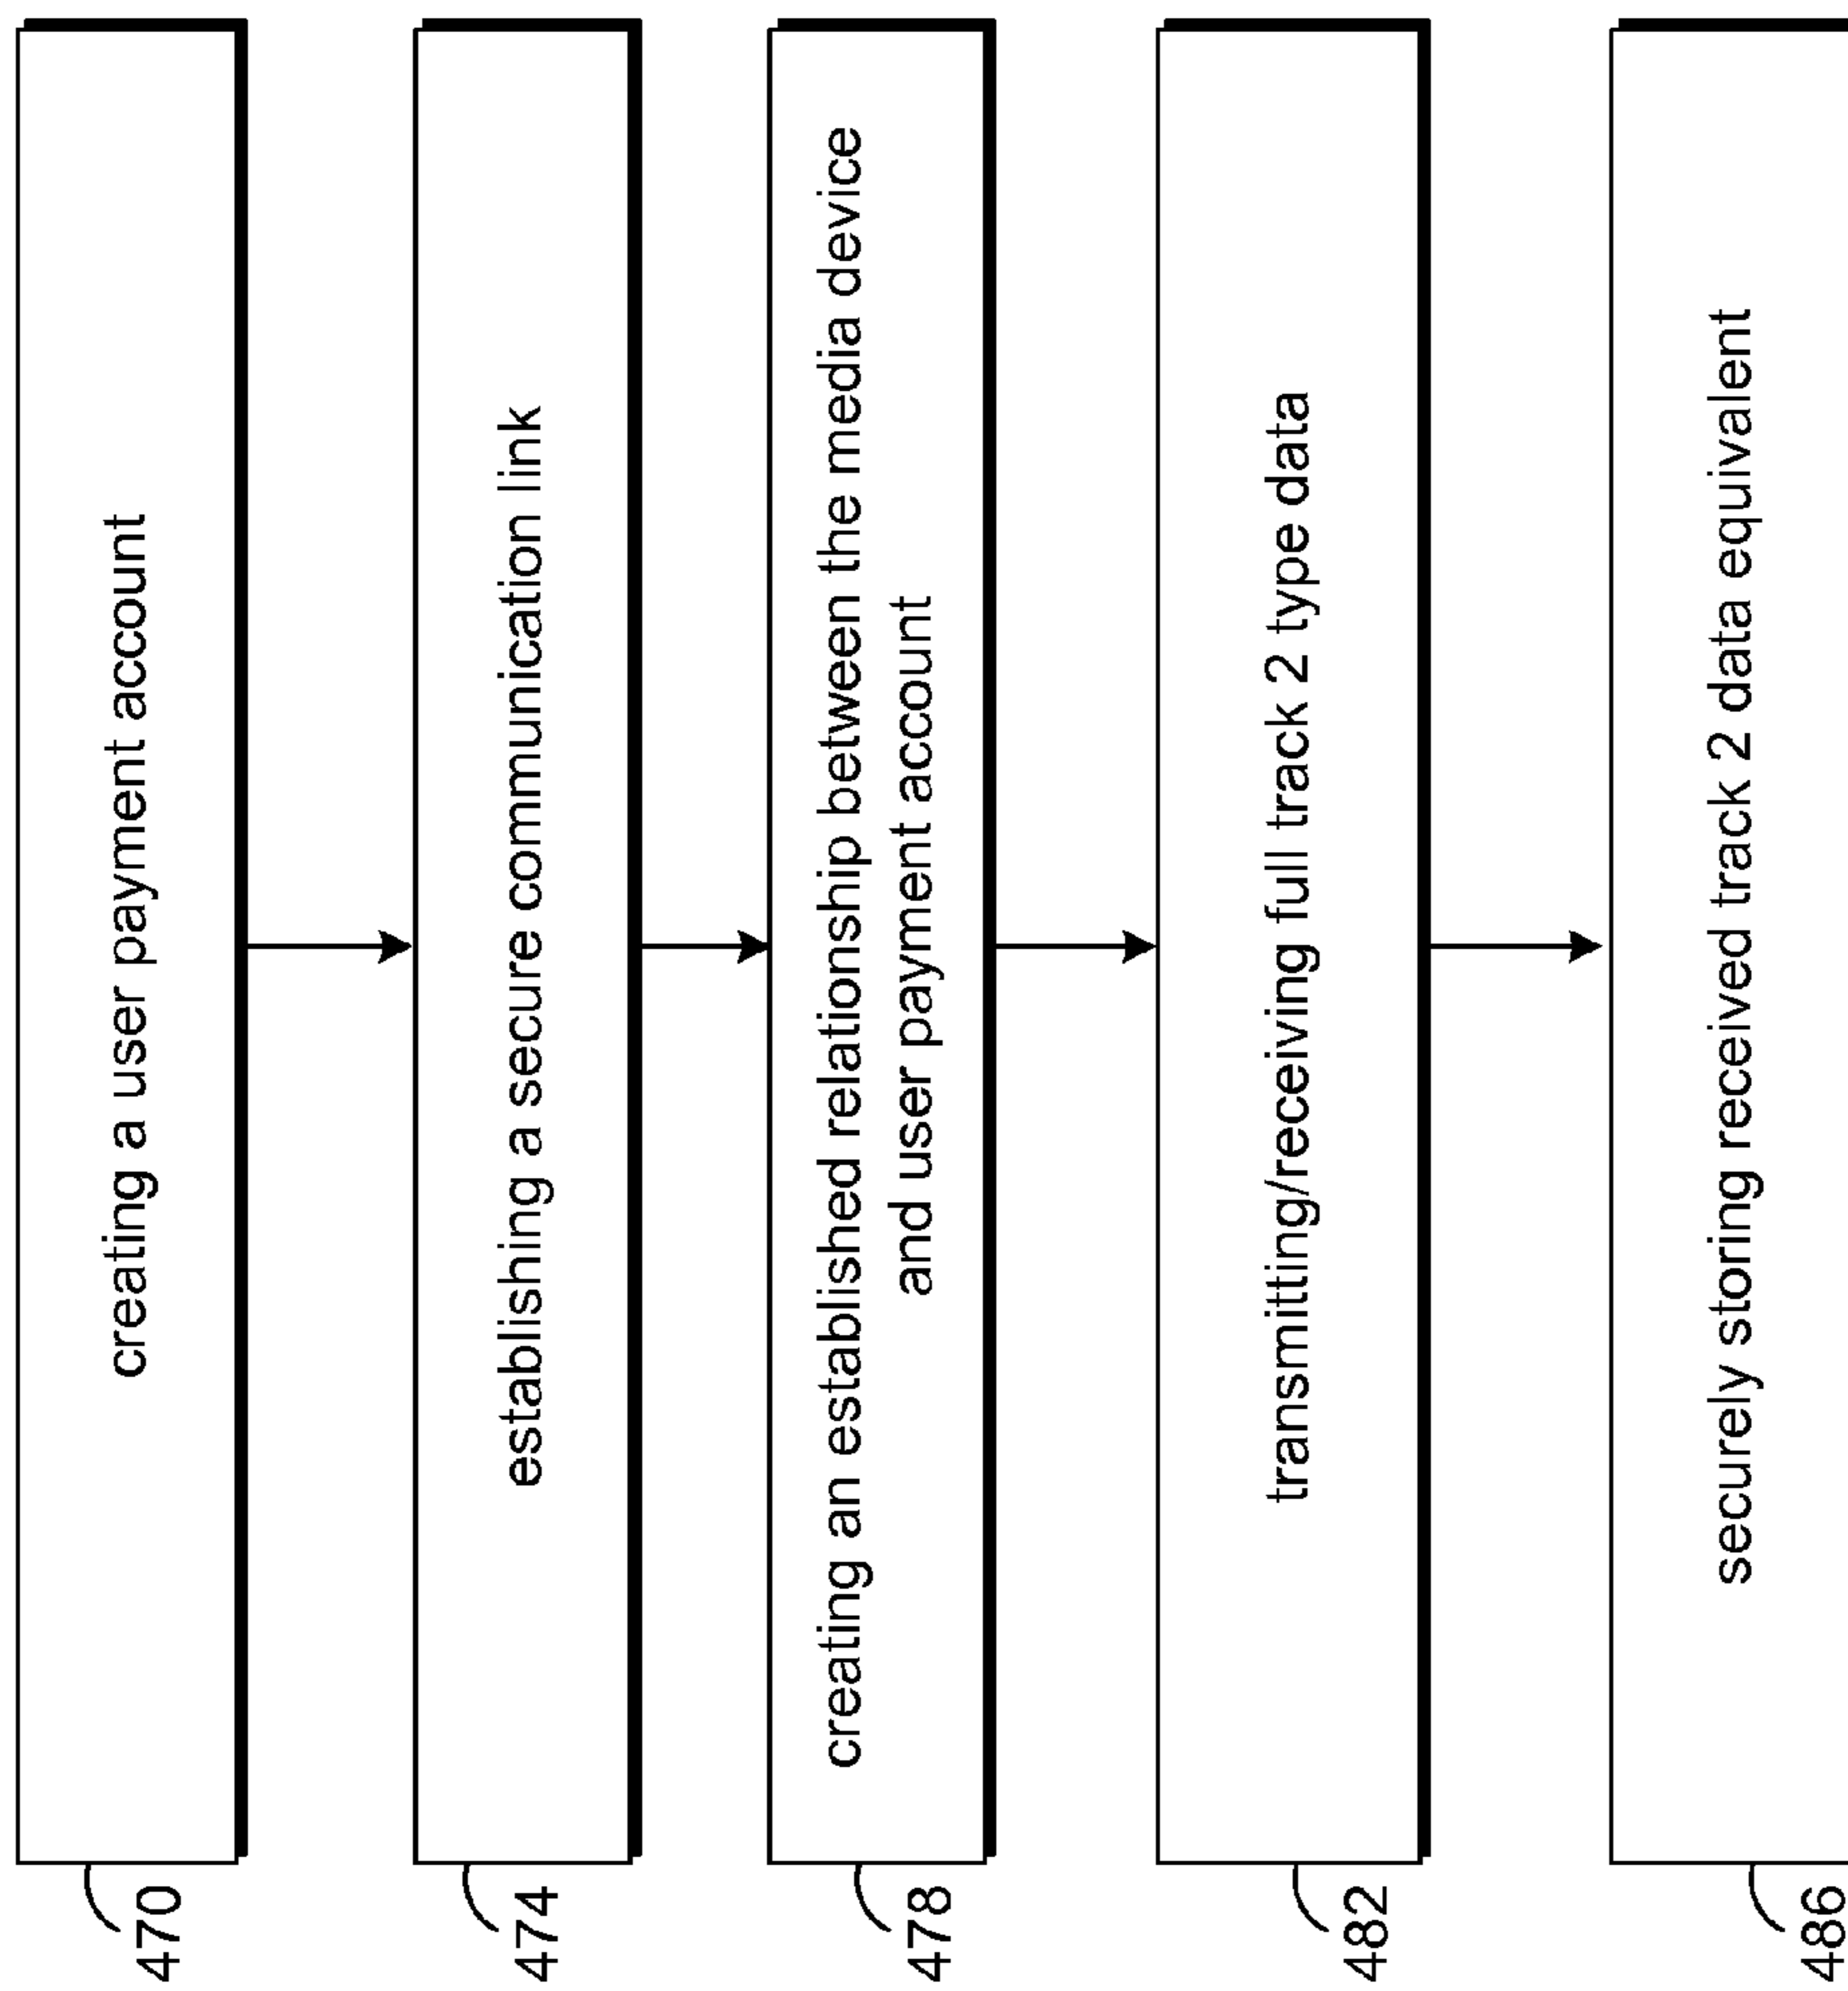 470
creating a user payment account
474
establishing a secure communication link
478
creating an established relationship between the media device
and user payment account
482
transmitting/receiving full track 2 type data
486
securely storing received track 2 data equivalent